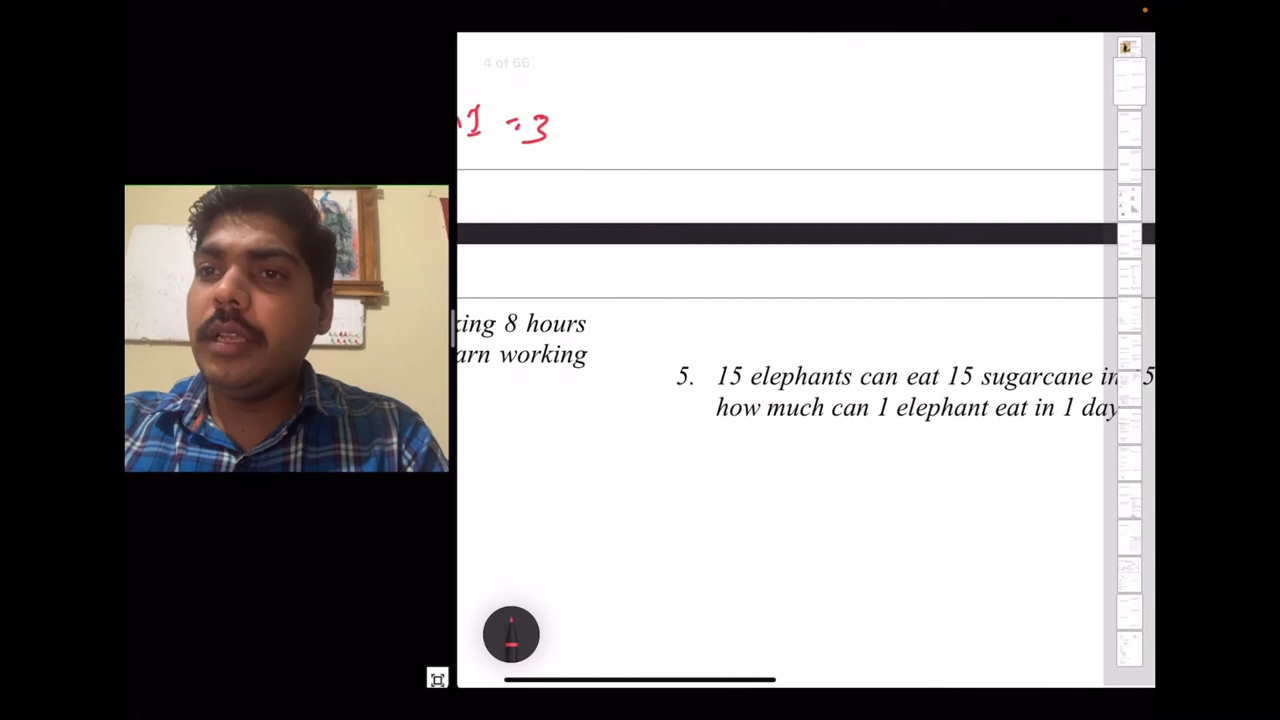 4 of 66
1 = 3
king 8 hours
arn working
5. 15 elephants can eat 15 sugarcane in 5
how much can 1 elephant eat in 1 day